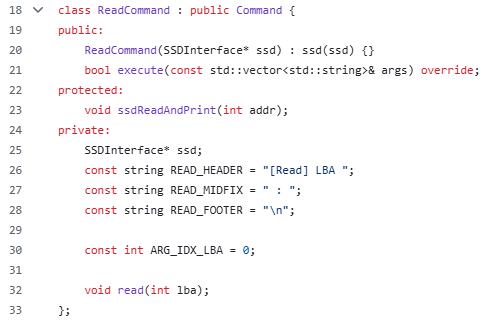 18 class ReadCommand : public Command {
19 public:
20     ReadCommand(SSDInterface* ssd) : ssd(ssd) {}
21     bool execute(const std::vector<std::string>& args) override;
22 protected:
23     void ssdReadAndPrint(int addr);
24 private:
25     SSDInterface* ssd;
26     const string READ_HEADER = "[Read] LBA ";
27     const string READ_MIDFIX = " : ";
28     const string READ_FOOTER = "\n";
29
30     const int ARG_IDX_LBA = 0;
31
32     void read(int lba);
33 };